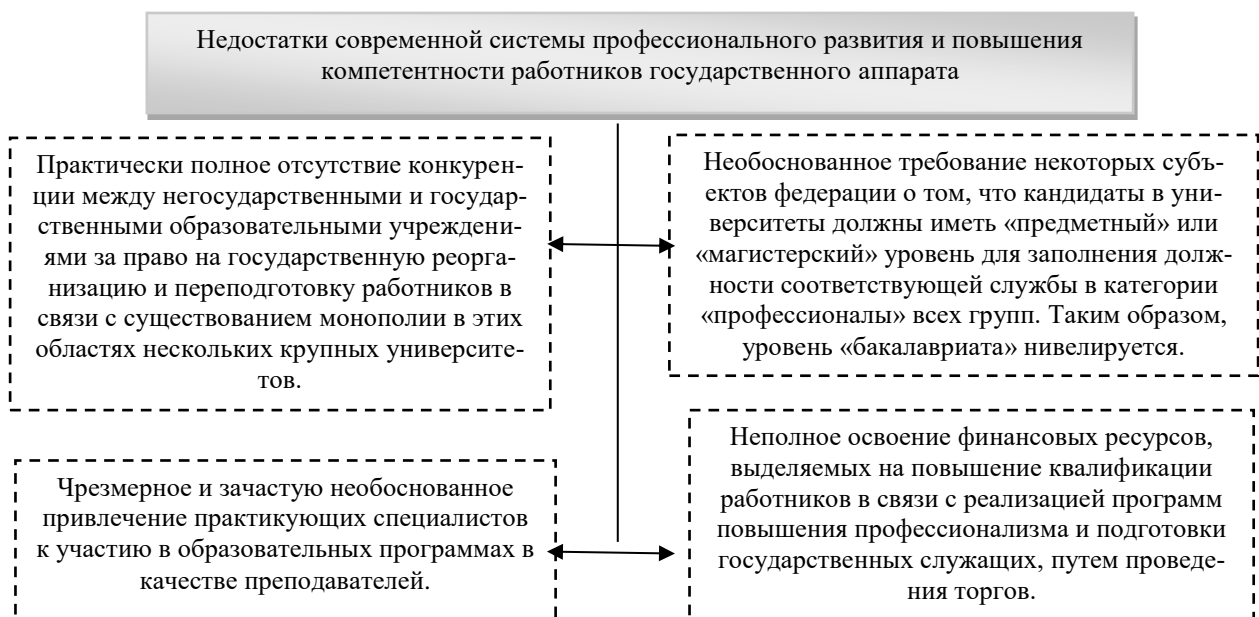 Недостатки современной системы профессионального развития и повышения
компетентности работников государственного аппарата
Практически полное отсутствие конкурен-
ции между негосударственными и государ-
ственными образовательными учреждени-
ями за право на государственную реорга-
низацию и переподготовку работников в
связи с существованием монополии в этих
областях нескольких крупных университе-
тов.
Необоснованное требование некоторых субъ-
ектов федерации о том, что кандидаты в уни-
верситеты должны иметь «предметный» или
«магистерский» уровень для заполнения долж-
ности соответствующей службы в категории
«профессионалы» всех групп. Таким образом,
уровень «бакалавриата» нивелируется.
Чрезмерное и зачастую необоснованное
привлечение практикующих специалистов
к участию в образовательных программах в
качестве преподавателей.
Неполное освоение финансовых ресурсов,
выделяемых на повышение квалификации
работников в связи с реализацией программ
повышения профессионализма и подготовки
государственных служащих, путем проведе-
ния торгов.